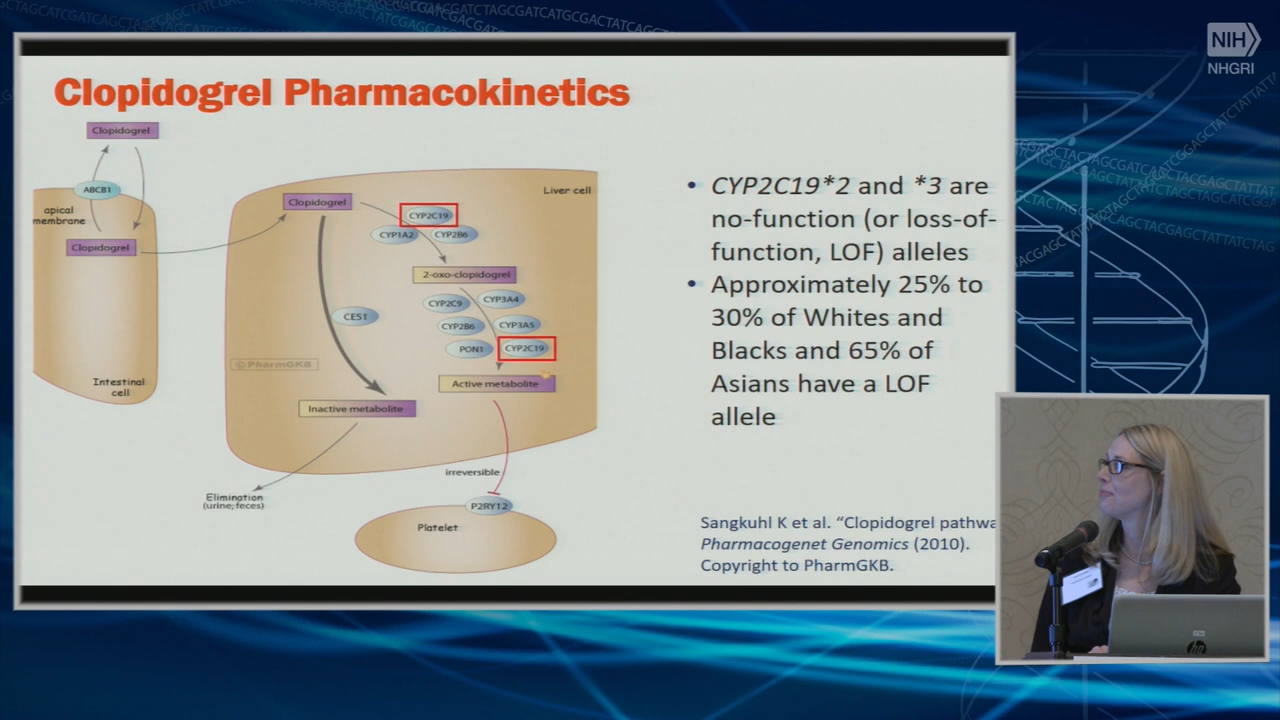 NIH
NHGRI
Clopidogrel Pharmacokinetics
Clopidogrel
ABCB1
apical
membrane
Clopidogrel
Intestinal
cell
Liver cell
Clopidogrel
CYP2C19
CYP1A2
CYP2B6
2-oxo-clopidogrel
CES1
CYP2C9
CYP3A4
CYP2B6
CYP3A5
PON1
CYP2C19
© PharmGKB
Active metabolite
Inactive metabolite
irreversible
Elimination
(urine; feces)
P2RY12
Platelet
• CYP2C19*2 and *3 are
no-function (or loss-of-
function, LOF) alleles
• Approximately 25% to
30% of Whites and
Blacks and 65% of
Asians have a LOF
allele
Sangkuhl K et al. “Clopidogrel pathwa
Pharmacogenet Genomics (2010).
Copyright to PharmGKB.
hp